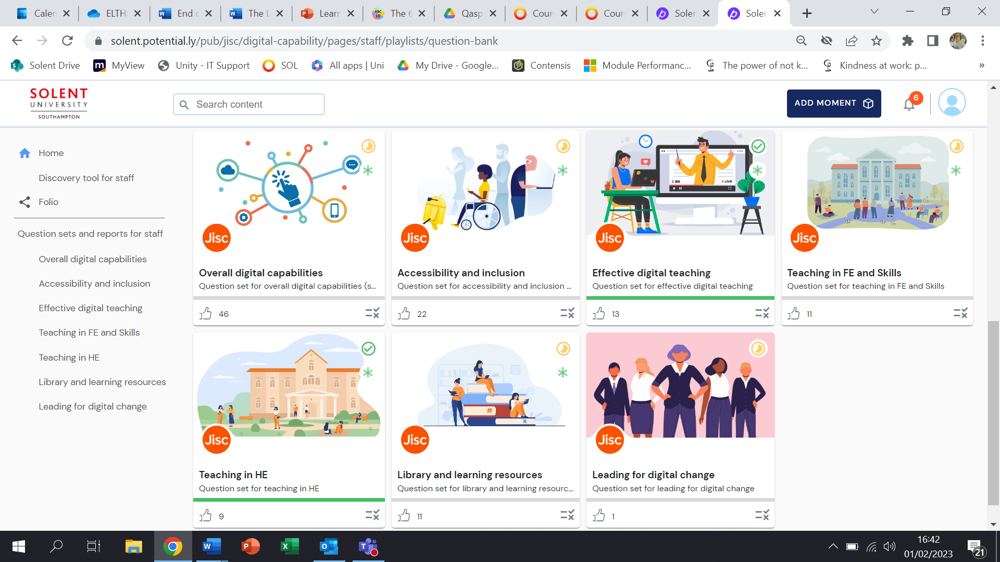 Calen
ELTHE
End c
The L
Learn
The 6
Qasp
Cours
Cours
Solen
Solen
solent.potential.ly/pub/jisc/digital-capability/pages/staff/playlists/question-bank
Solent Drive
MyView
Unity - IT Support
SOL
All apps | Uni
My Drive - Google...
Contensis
Module Performanc...
The power of not k...
Kindness at work: p...
»
SOLENT
UNIVERSITY
SOUTHAMPTON
Search content
ADD MOMENT
6
Home
Discovery tool for staff
Folio
Question sets and reports for staff
Overall digital capabilities
Accessibility and inclusion
Effective digital teaching
Teaching in FE and Skills
Teaching in HE
Library and learning resources
Leading for digital change
Jisc
Overall digital capabilities
Question set for overall digital capabilities (s...
46
Jisc
Accessibility and inclusion
Question set for accessibility and inclusion ...
22
80
LIVE
Jisc
Effective digital teaching
Question set for effective digital teaching
13
Jisc
Teaching in FE and Skills
Question set for teaching in FE and Skills
11
Jisc
Teaching in HE
Question set for teaching in HE
9
Jisc
Library and learning resources
Question set for library and learning resourc...
11
Jisc
Leading for digital change
Question set for leading for digital change
1
16:42
01/02/2023
21